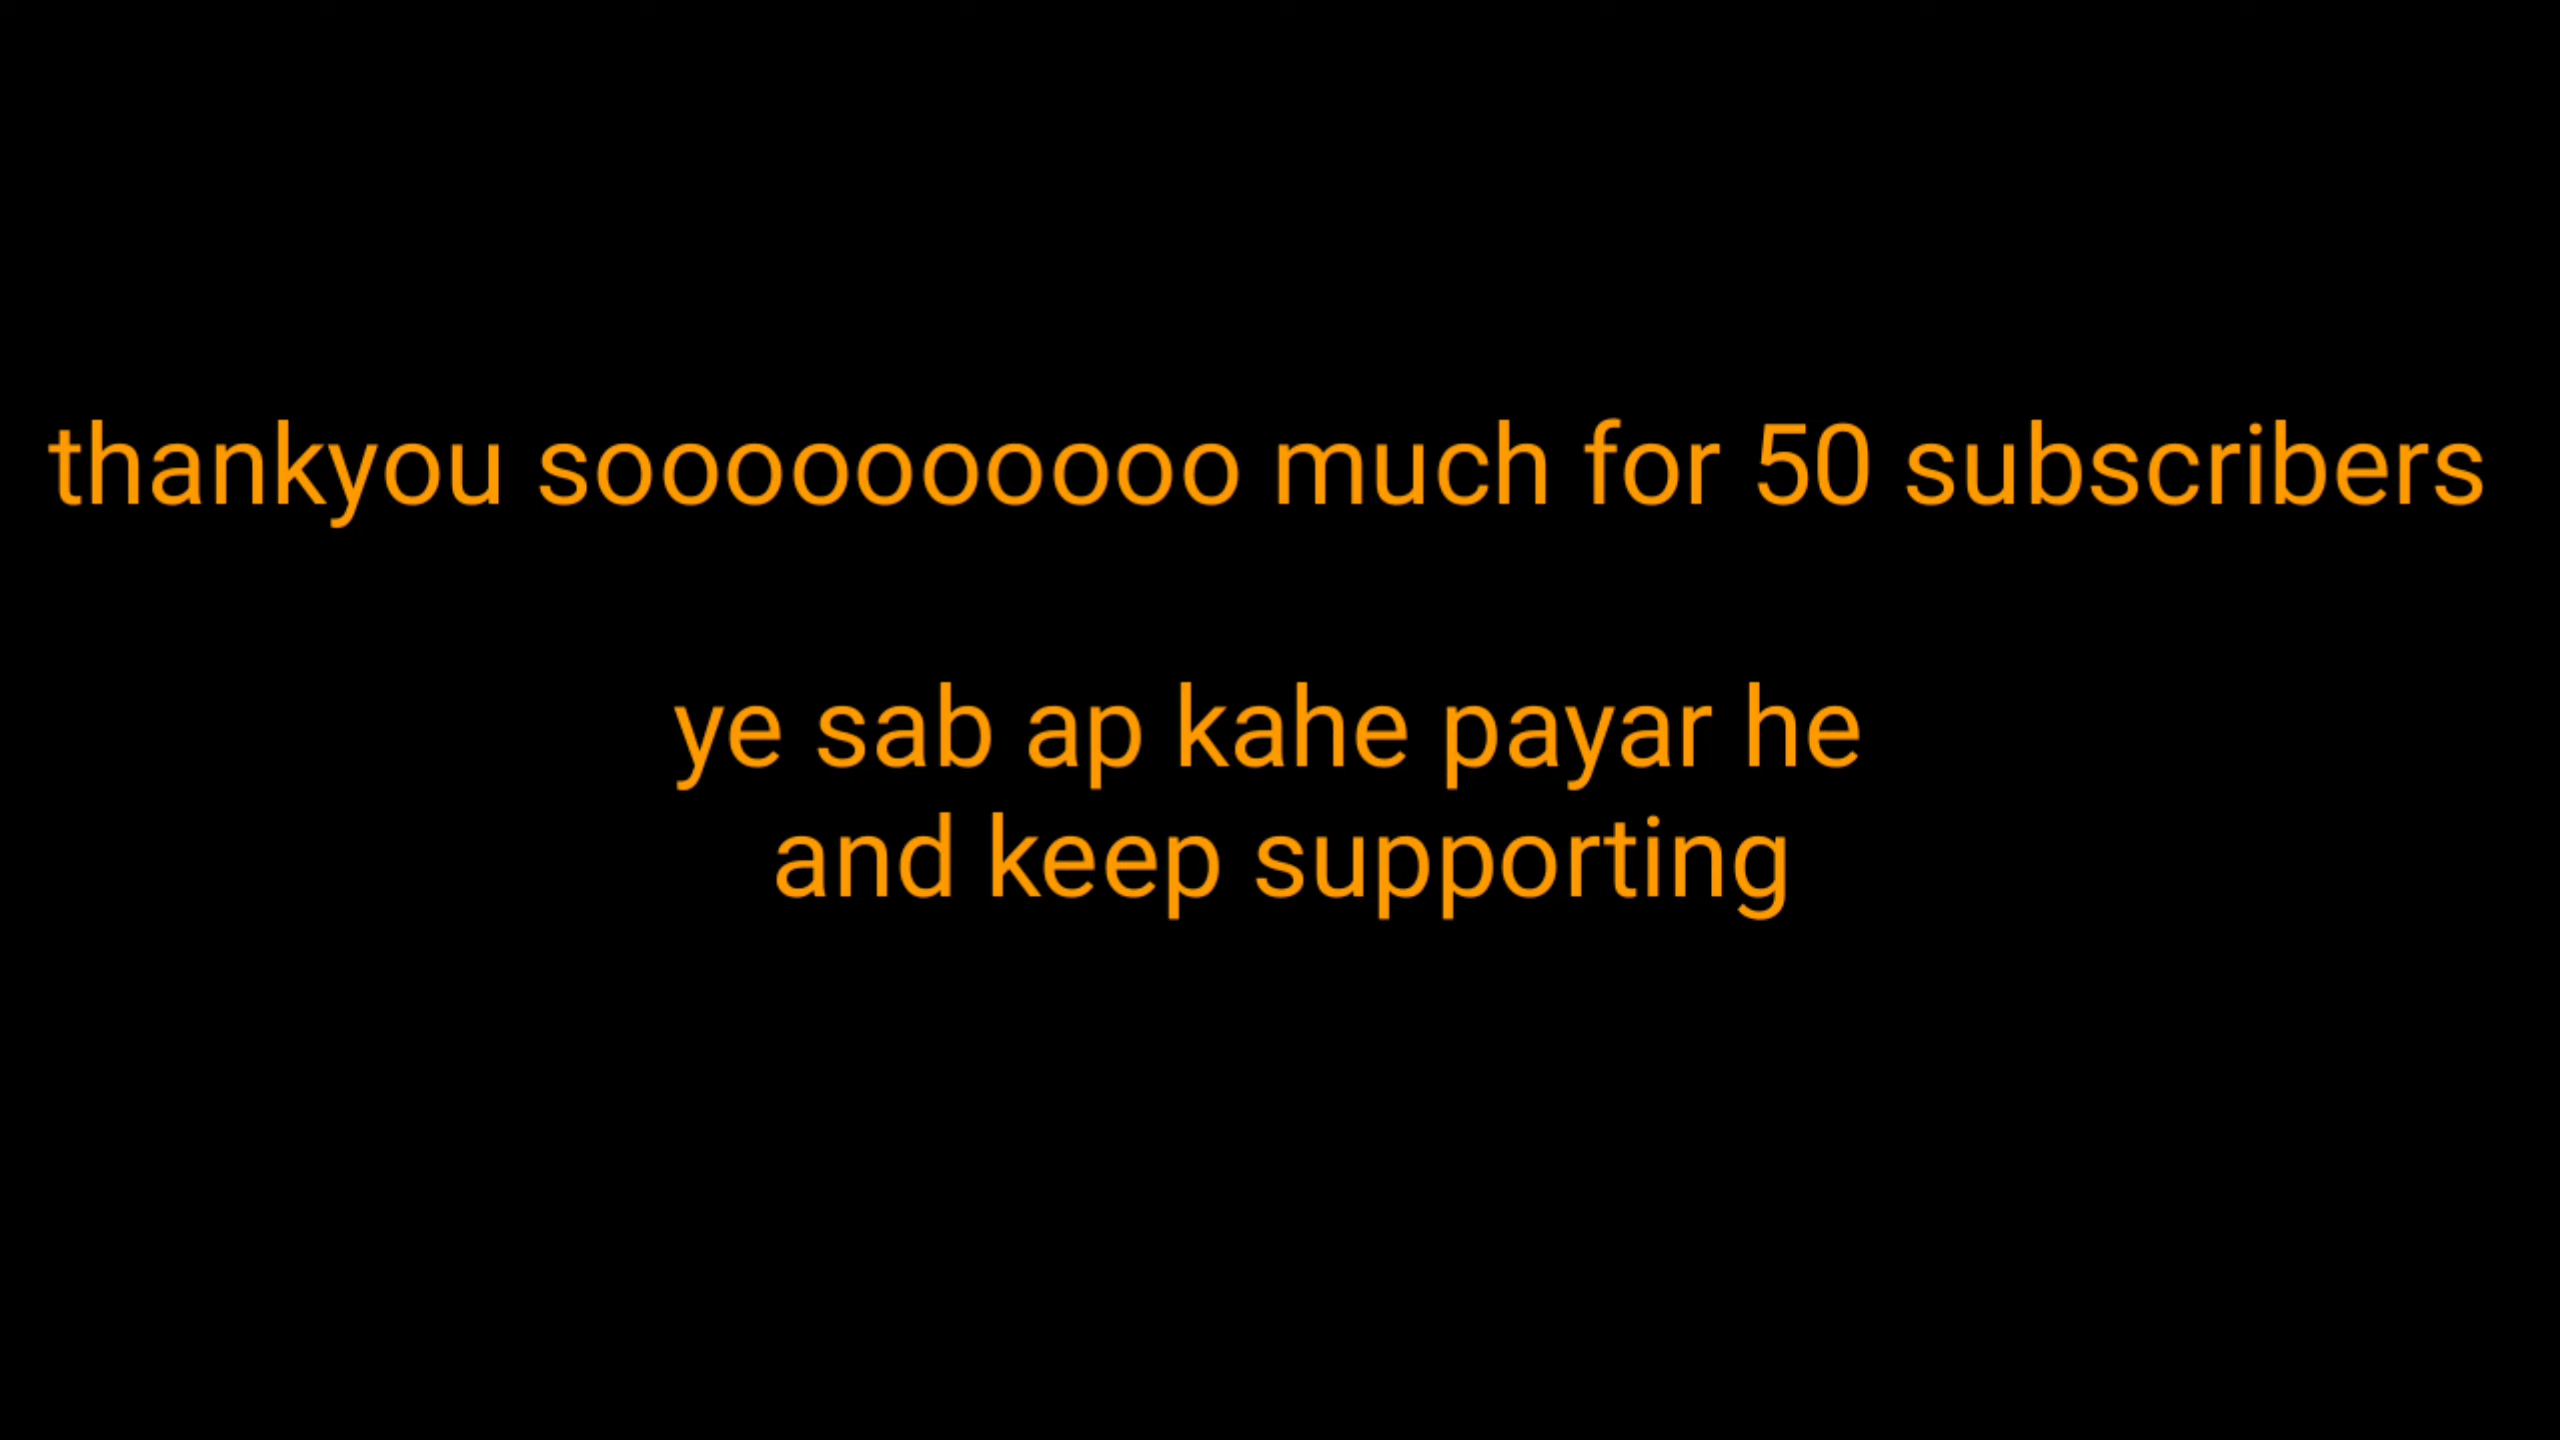 thankyou soooooooooo much for 50 subscribers
ye sab ap kahe payar he
and keep supporting